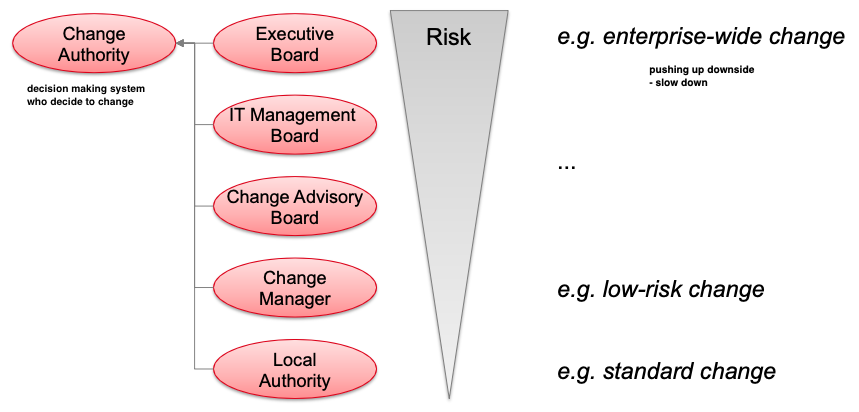 Change
Authority
Executive
Board
Risk
e.g. enterprise-wide change
decision making system
who decide to change
pushing up downside
- slow down
IT Management
Board
...
Change Advisory
Board
Change
Manager
e.g. low-risk change
Local
Authority
e.g. standard change